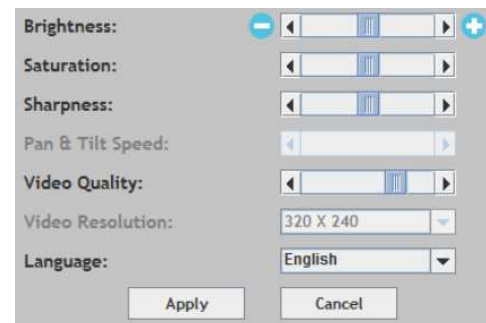 Brightness:
Saturation:
Sharpness:
Pan & Tilt Speed:
Video Quality:
Video Resolution: 320 X 240
Language: English
Apply Cancel